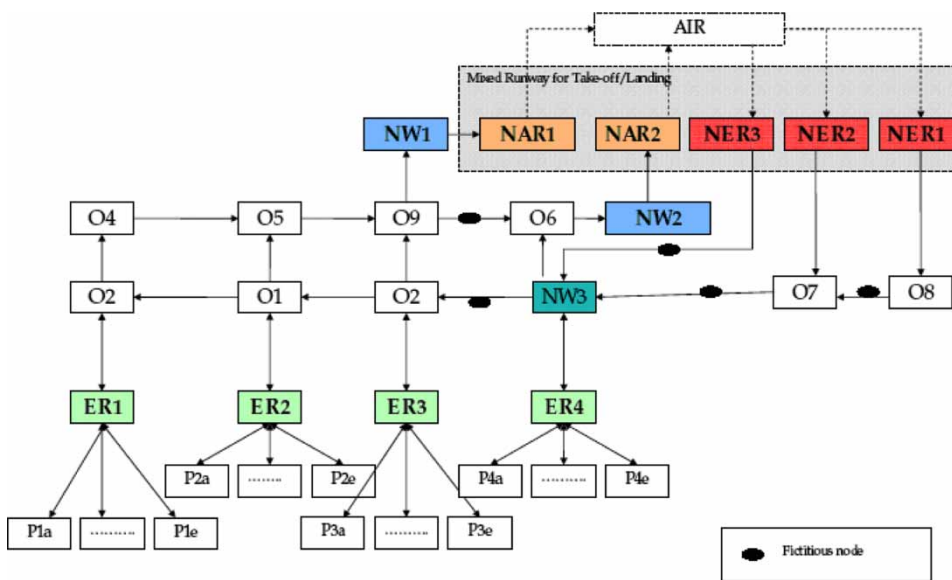 AIR
Mixed Runway for Take-off/Landing
NW1
NAR1
NAR2
NER3
NER2
NER1
O4
O5
O9
O6
NW2
O2
O1
O2
NW3
O7
O8
ER1
ER2
ER3
ER4
P2a
........
P2e
P4a
..........
P4e
P1a
..........
P1e
P3a
..........
P3e
Fictitious node